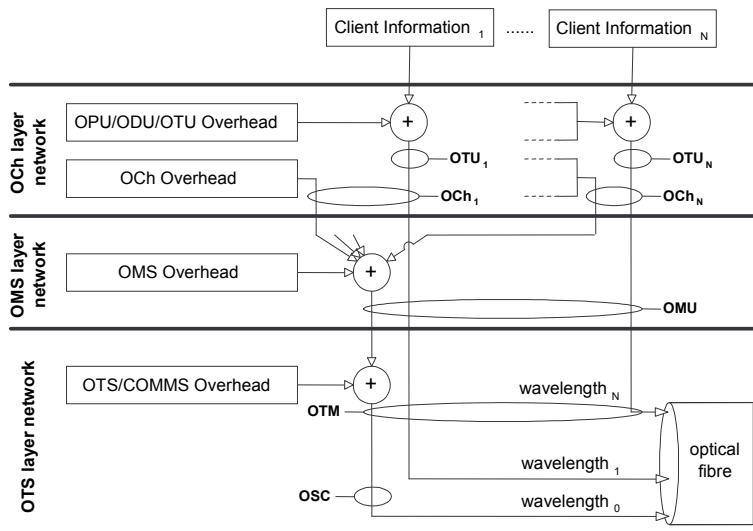 Client Information 1 ...... Client Information N
OCh layer network
OPU/ODU/OTU Overhead
+
+
OTU 1
OTU N
OCh Overhead
OCh 1
OCh N
OMS layer network
OMS Overhead
+
OMU
OTS layer network
OTS/COMMS Overhead
+
wavelength N
OTM
optical
fibre
wavelength 1
OSC
wavelength 0